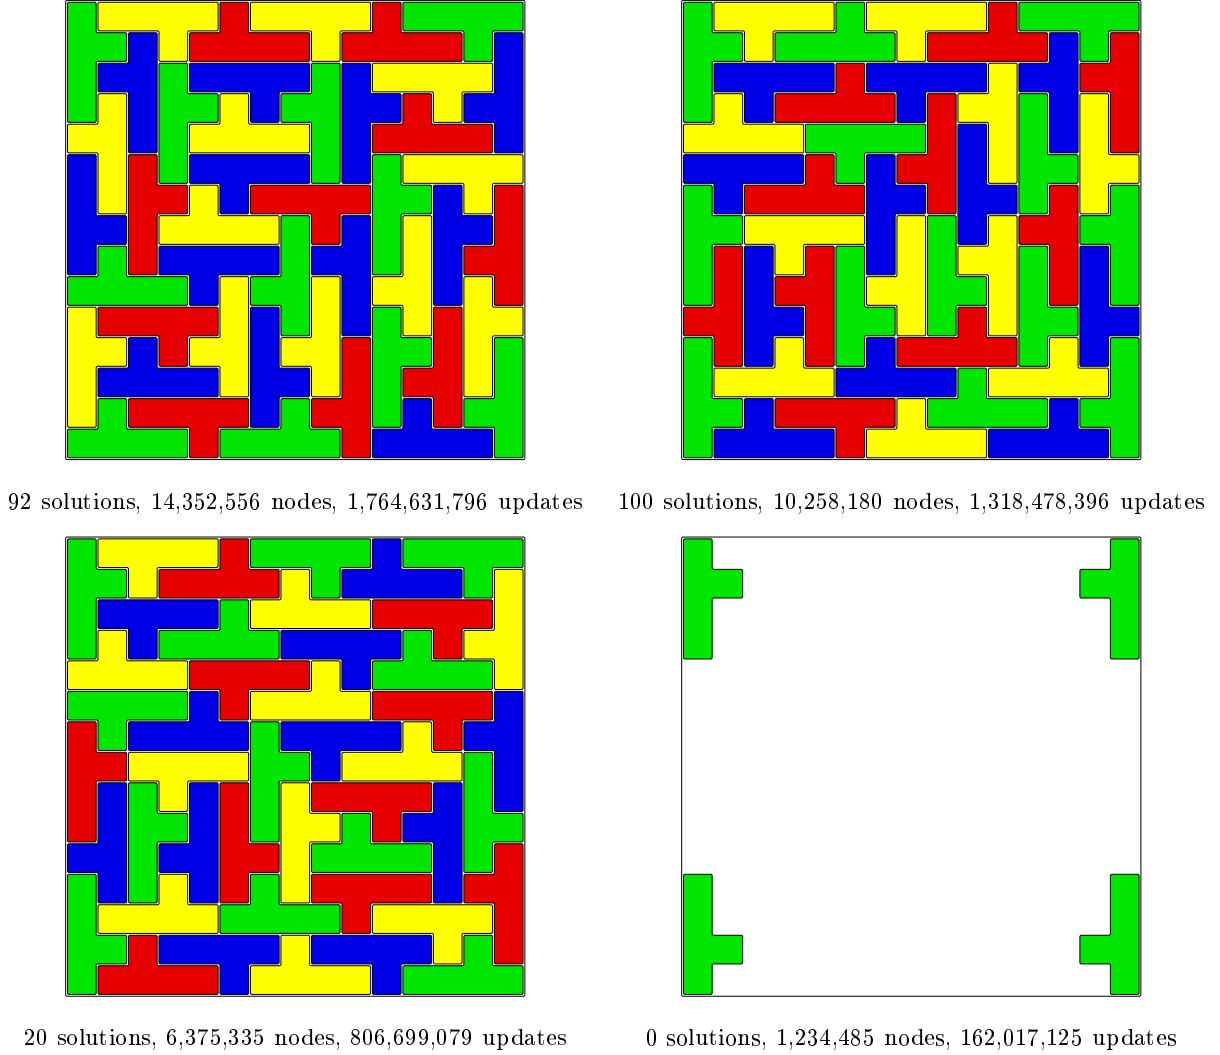 92 solutions, 14,352,556 nodes, 1,764,631,796 updates
100 solutions, 10,258,180 nodes, 1,318,478,396 updates
20 solutions, 6,375,335 nodes, 806,699,079 updates
0 solutions, 1,234,485 nodes, 162,017,125 updates